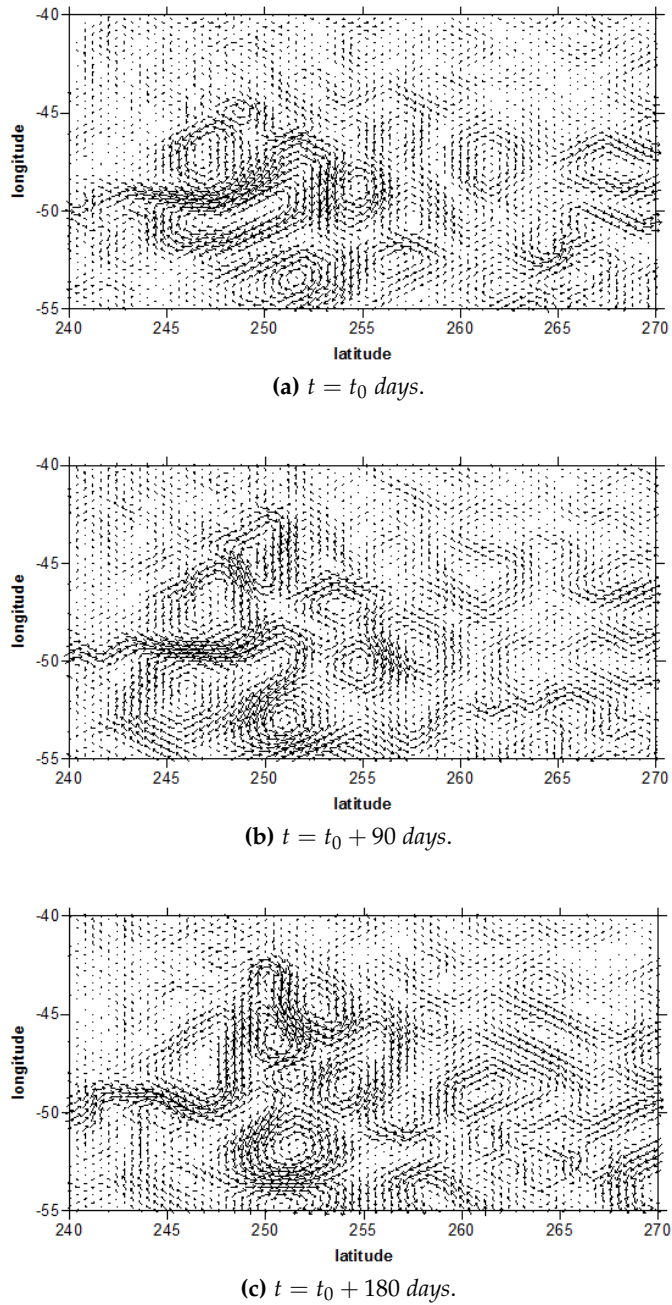 -40
-45
longitude
-50
-55
240 245 250 255 260 265 270
latitude
(a) t = t₀ days.
-40
-45
longitude
-50
-55
240 245 250 255 260 265 270
latitude
(b) t = t₀ + 90 days.
-40
-45
longitude
-50
-55
240 245 250 255 260 265 270
latitude
(c) t = t₀ + 180 days.